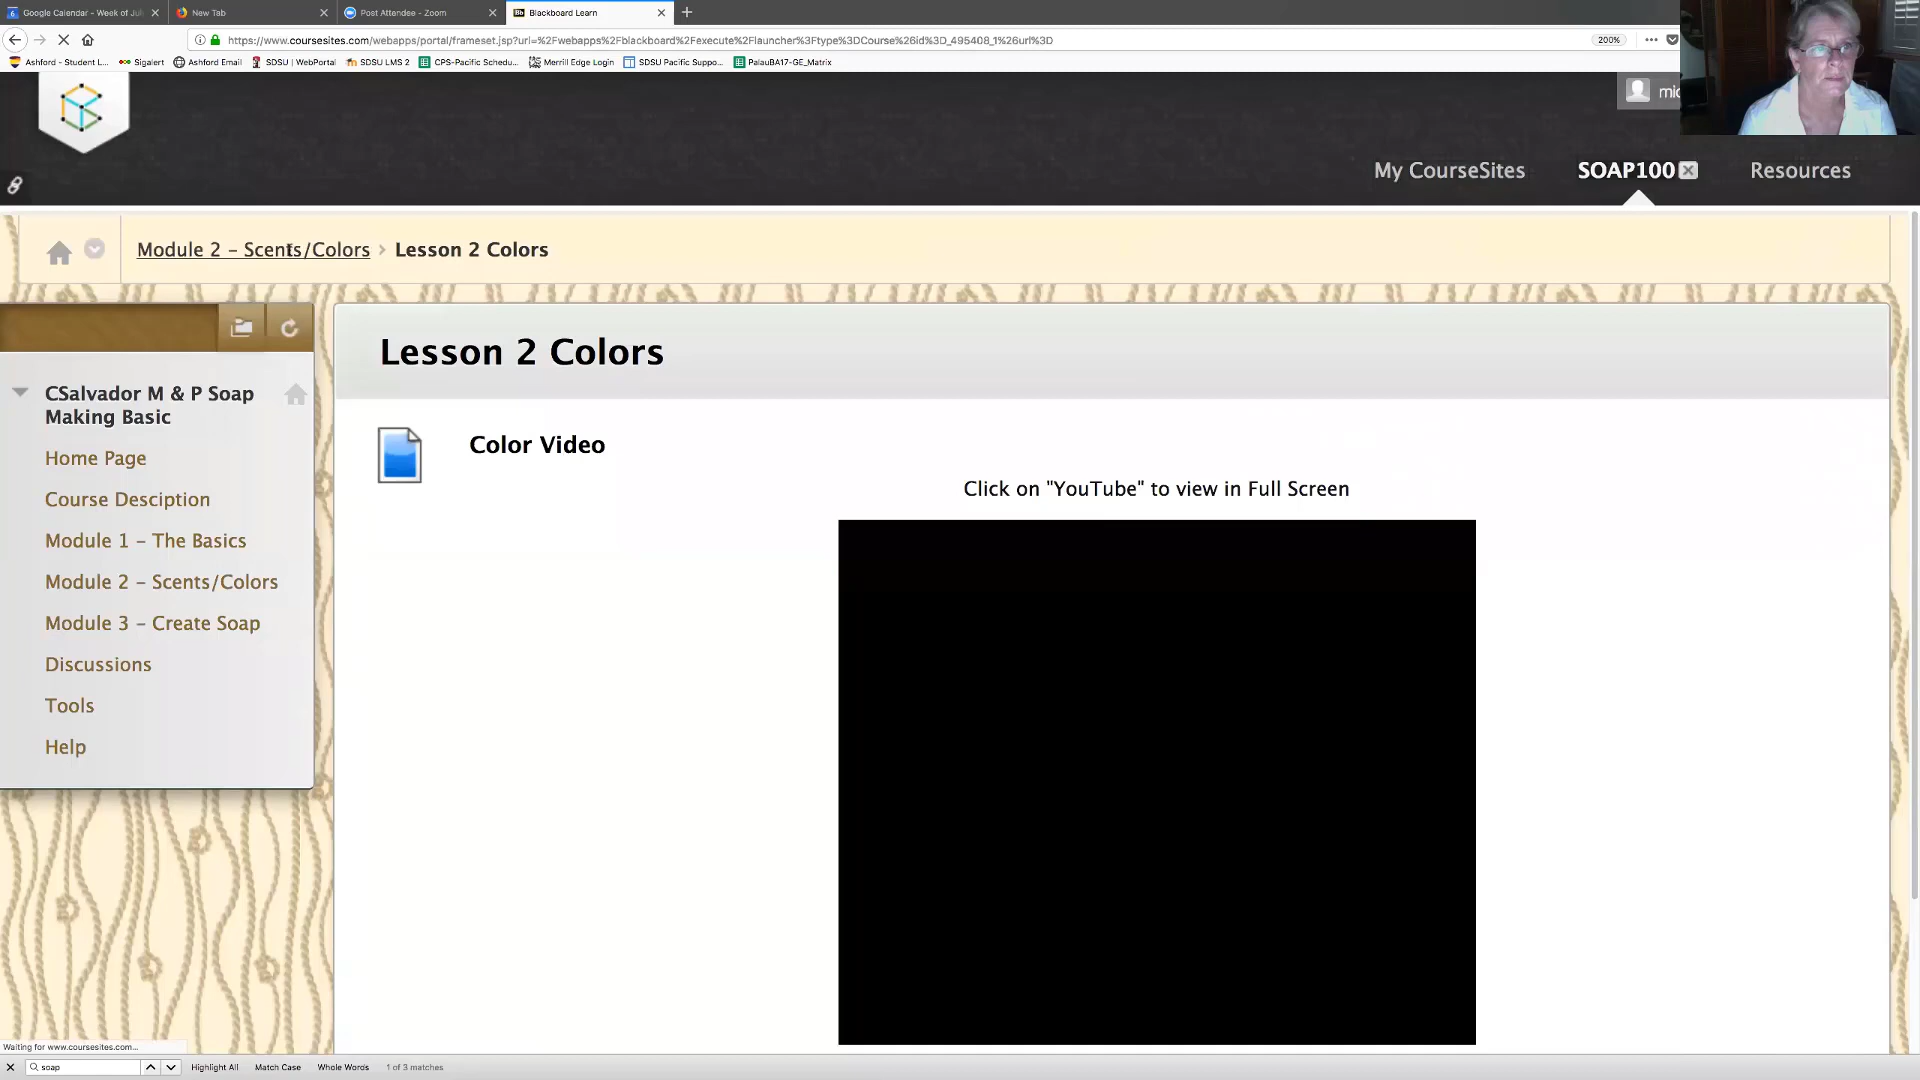 Google Calendar - Week of Jul
New Tab
Post Attendee - Zoom
Bb Blackboard Learn
https://www.coursesites.com/webapps/portal/frameset.jsp?url=%2Fwebapps%2Fblackboard%2Fexecute%2Flauncher%3Ftype%3DCourse%26id%3D_495408_1%26url%3D
200%
Ashford - Student L...
Sigalert
Ashford Email
SDSU | WebPortal
SDSU LMS 2
CPS-Pacific Schedu...
Merrill Edge Login
SDSU Pacific Suppo...
PalauBA17-GE_Matrix
mic
My CourseSites
SOAP100
Resources
Module 2 - Scents/Colors > Lesson 2 Colors
Lesson 2 Colors
CSalvador M & P Soap
Making Basic
Home Page
Course Desciption
Module 1 - The Basics
Module 2 - Scents/Colors
Module 3 - Create Soap
Discussions
Tools
Help
Color Video
Click on "YouTube" to view in Full Screen
Waiting for www.coursesites.com...
soap
Highlight All
Match Case
Whole Words
1 of 3 matches